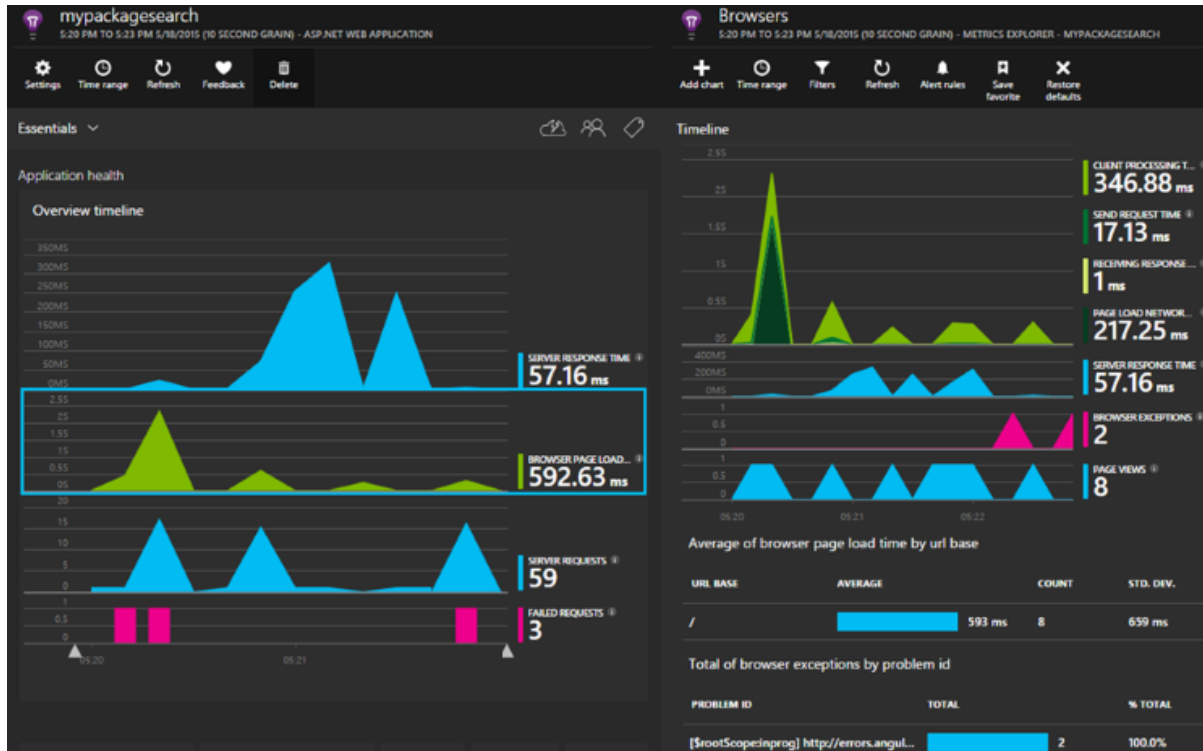 mypackagesearch
5:20 PM TO 5:23 PM 5/18/2015 (10 SECOND GRAIN) - ASP.NET WEB APPLICATION
Settings Time range Refresh Feedback Delete
Essentials
Application health
Overview timeline
350MS
300MS
250MS
200MS
150MS
100MS
50MS
0MS
SERVER RESPONSE TIME
57.16 ms
2.5S
2S
1.5S
1S
0.5S
0S
BROWSER PAGE LOAD...
592.63 ms
20
15
10
5
0
SERVER REQUESTS
59
1
0.5
0
FAILED REQUESTS
3
05:20 05:21
Browsers
5:20 PM TO 5:23 PM 5/18/2015 (10 SECOND GRAIN) - METRICS EXPLORER - MYPACKAGESEARCH
Add chart Time range Filters Refresh Alert rules Save favorite Restore defaults
Timeline
2.5S
2S
1.5S
1S
0.5S
0S
CLIENT PROCESSING T...
346.88 ms
SEND REQUEST TIME
17.13 ms
RECEIVING RESPONSE...
1 ms
PAGE LOAD NETWOR...
217.25 ms
400MS
200MS
0MS
SERVER RESPONSE TIME
57.16 ms
1
0.5
0
BROWSER EXCEPTIONS
2
1
0.5
0
PAGE VIEWS
8
05:20 05:21 05:22
Average of browser page load time by url base
URL BASE AVERAGE COUNT STD. DEV.
/ 593 ms 8 659 ms
Total of browser exceptions by problem id
PROBLEM ID TOTAL % TOTAL
[$rootScope:inprog] http://errors.angul... 2 100.0%